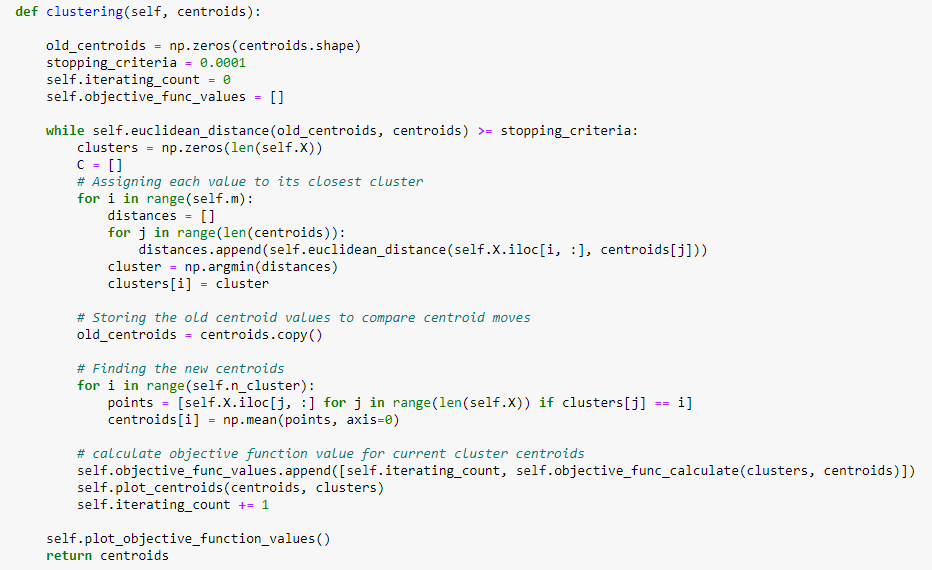 def clustering(self, centroids):
    old_centroids = np.zeros(centroids.shape)
    stopping_criteria = 0.0001
    self.iterating_count = 0
    self.objective_func_values = []
    while self.euclidean_distance(old_centroids, centroids) >= stopping_criteria:
        clusters = np.zeros(len(self.X))
        C = []
        # Assigning each value to its closest cluster
        for i in range(self.m):
            distances = []
            for j in range(len(centroids)):
                distances.append(self.euclidean_distance(self.X.iloc[i, :], centroids[j]))
            cluster = np.argmin(distances)
            clusters[i] = cluster
        # Storing the old centroid values to compare centroid moves
        old_centroids = centroids.copy()
        # Finding the new centroids
        for i in range(self.n_cluster):
            points = [self.X.iloc[j, :] for j in range(len(self.X)) if clusters[j] == i]
            centroids[i] = np.mean(points, axis=0)
        # calculate objective function value for current cluster centroids
        self.objective_func_values.append([self.iterating_count, self.objective_func_calculate(clusters, centroids)])
        self.plot_centroids(centroids, clusters)
        self.iterating_count += 1
    self.plot_objective_function_values()
    return centroids